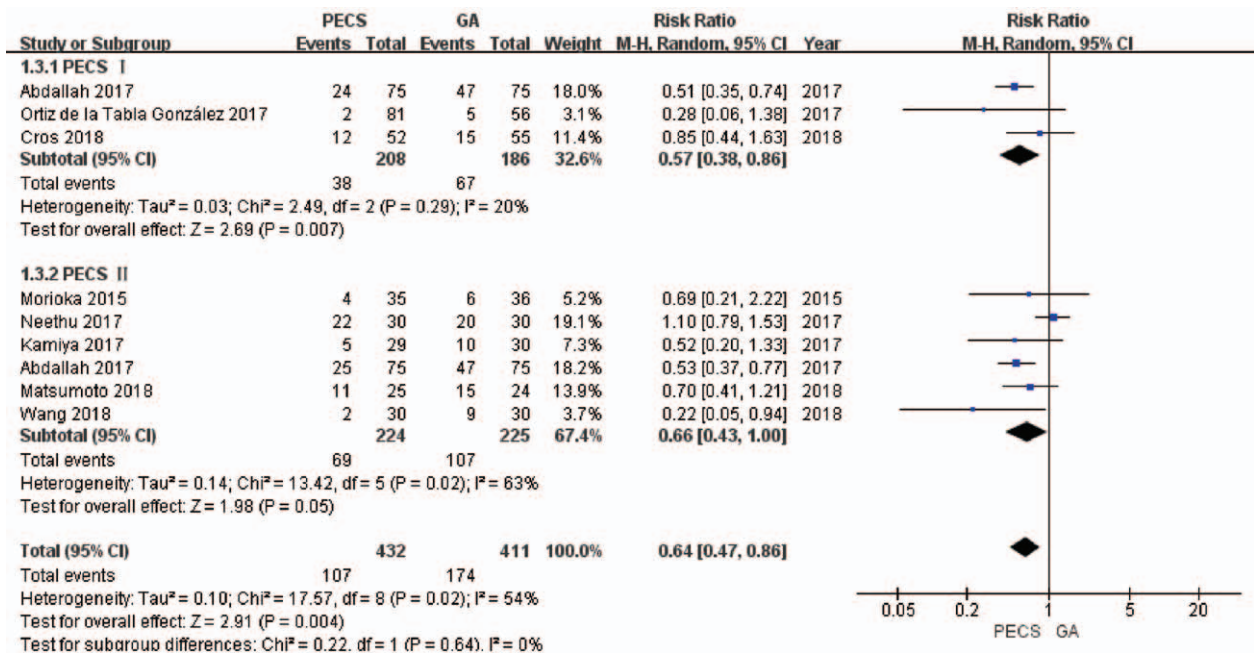 PECS GA Risk Ratio Risk Ratio
Study or Subgroup Events Total Events Total Weight M-H, Random, 95% CI Year M-H, Random, 95% CI
1.3.1 PECS I
Abdallah 2017 24 75 47 75 18.0% 0.51 [0.35, 0.74] 2017
Ortiz de la Tabla González 2017 2 81 5 56 3.1% 0.28 [0.06, 1.38] 2017
Cros 2018 12 52 15 55 11.4% 0.85 [0.44, 1.63] 2018
Subtotal (95% CI) 208 186 32.6% 0.57 [0.38, 0.86]
Total events 38 67
Heterogeneity: Tau² = 0.03; Chi² = 2.49, df = 2 (P = 0.29); I² = 20%
Test for overall effect: Z = 2.69 (P = 0.007)
1.3.2 PECS II
Morioka 2015 4 35 6 36 5.2% 0.69 [0.21, 2.22] 2015
Neethu 2017 22 30 20 30 19.1% 1.10 [0.79, 1.53] 2017
Kamiya 2017 5 29 10 30 7.3% 0.52 [0.20, 1.33] 2017
Abdallah 2017 25 75 47 75 18.2% 0.53 [0.37, 0.77] 2017
Matsumoto 2018 11 25 15 24 13.9% 0.70 [0.41, 1.21] 2018
Wang 2018 2 30 9 30 3.7% 0.22 [0.05, 0.94] 2018
Subtotal (95% CI) 224 225 67.4% 0.66 [0.43, 1.00]
Total events 69 107
Heterogeneity: Tau² = 0.14; Chi² = 13.42, df = 5 (P = 0.02); I² = 63%
Test for overall effect: Z = 1.98 (P = 0.05)
Total (95% CI) 432 411 100.0% 0.64 [0.47, 0.86]
Total events 107 174
Heterogeneity: Tau² = 0.10; Chi² = 17.57, df = 8 (P = 0.02); I² = 54%
Test for overall effect: Z = 2.91 (P = 0.004)
Test for subgroup differences: Chi² = 0.22, df = 1 (P = 0.64), I² = 0%
0.05 0.2 1 5 20
PECS GA